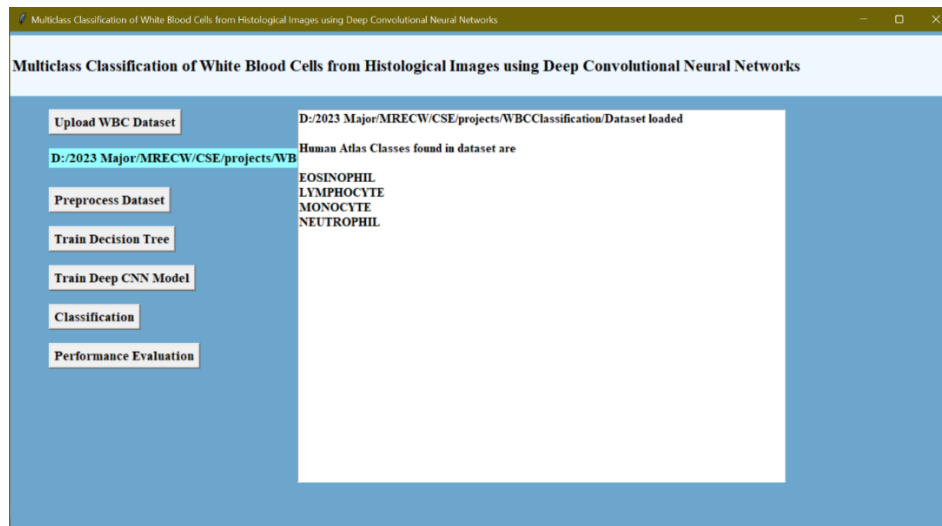 Multiclass Classification of White Blood Cells from Histological Images using Deep Convolutional Neural Networks
Multiclass Classification of White Blood Cells from Histological Images using Deep Convolutional Neural Networks
Upload WBC Dataset
D:/2023 Major/MRECW/CSE/projects/WB
Preprocess Dataset
Train Decision Tree
Train Deep CNN Model
Classification
Performance Evaluation
D:/2023 Major/MRECW/CSE/projects/WBCClassification/Dataset loaded
Human Atlas Classes found in dataset are
EOSINOPHIL
LYMPHOCYTE
MONOCYTE
NEUTROPHIL